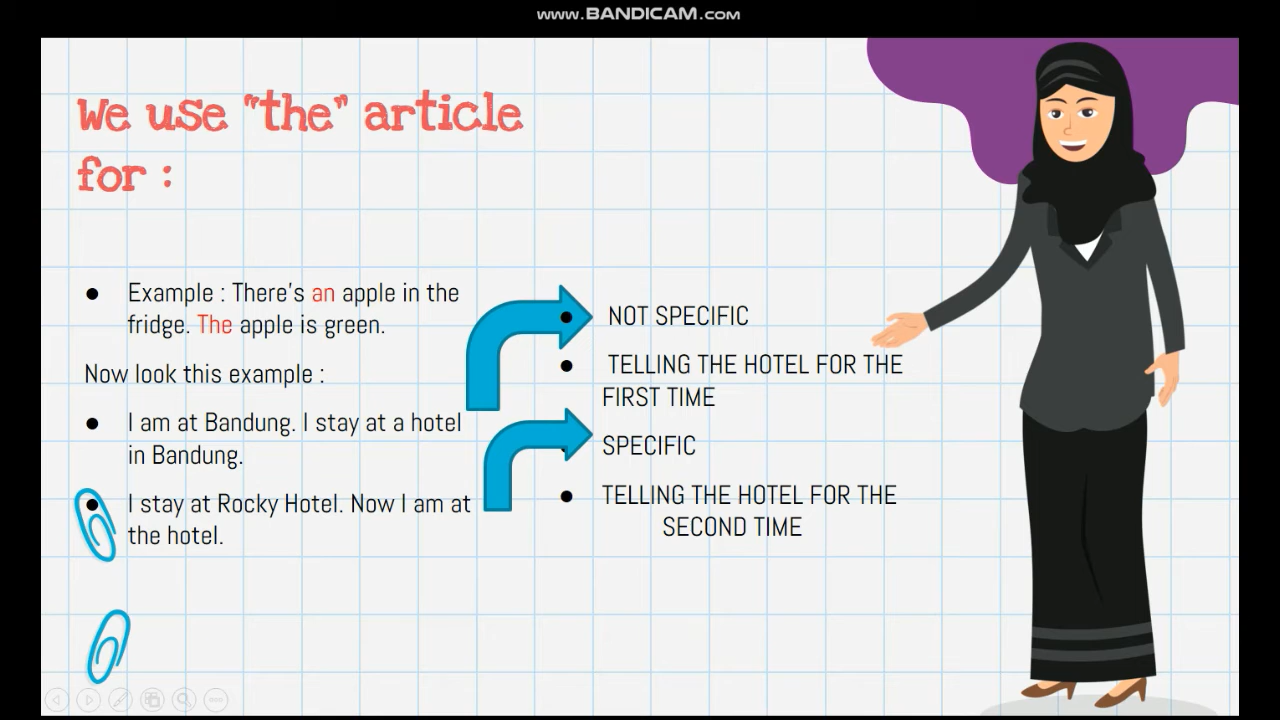 www.BANDICAM.com
We use "the" article
for :
Example : There's an apple in the
fridge. The apple is green.
Now look this example :
I am at Bandung. I stay at a hotel
in Bandung.
I stay at Rocky Hotel. Now I am at
the hotel.
NOT SPECIFIC
TELLING THE HOTEL FOR THE
FIRST TIME
SPECIFIC
TELLING THE HOTEL FOR THE
SECOND TIME